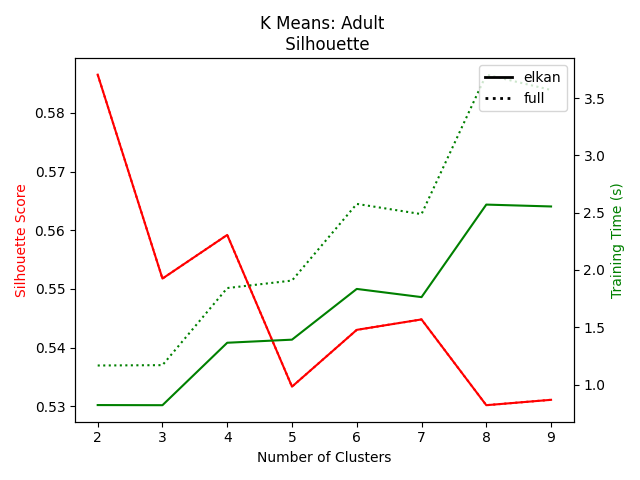 K Means: Adult
Silhouette
elkan
full
Silhouette Score
0.58
0.57
0.56
0.55
0.54
0.53
3.5
3.0
2.5
2.0
1.5
1.0
Training Time (s)
2 3 4 5 6 7 8 9
Number of Clusters